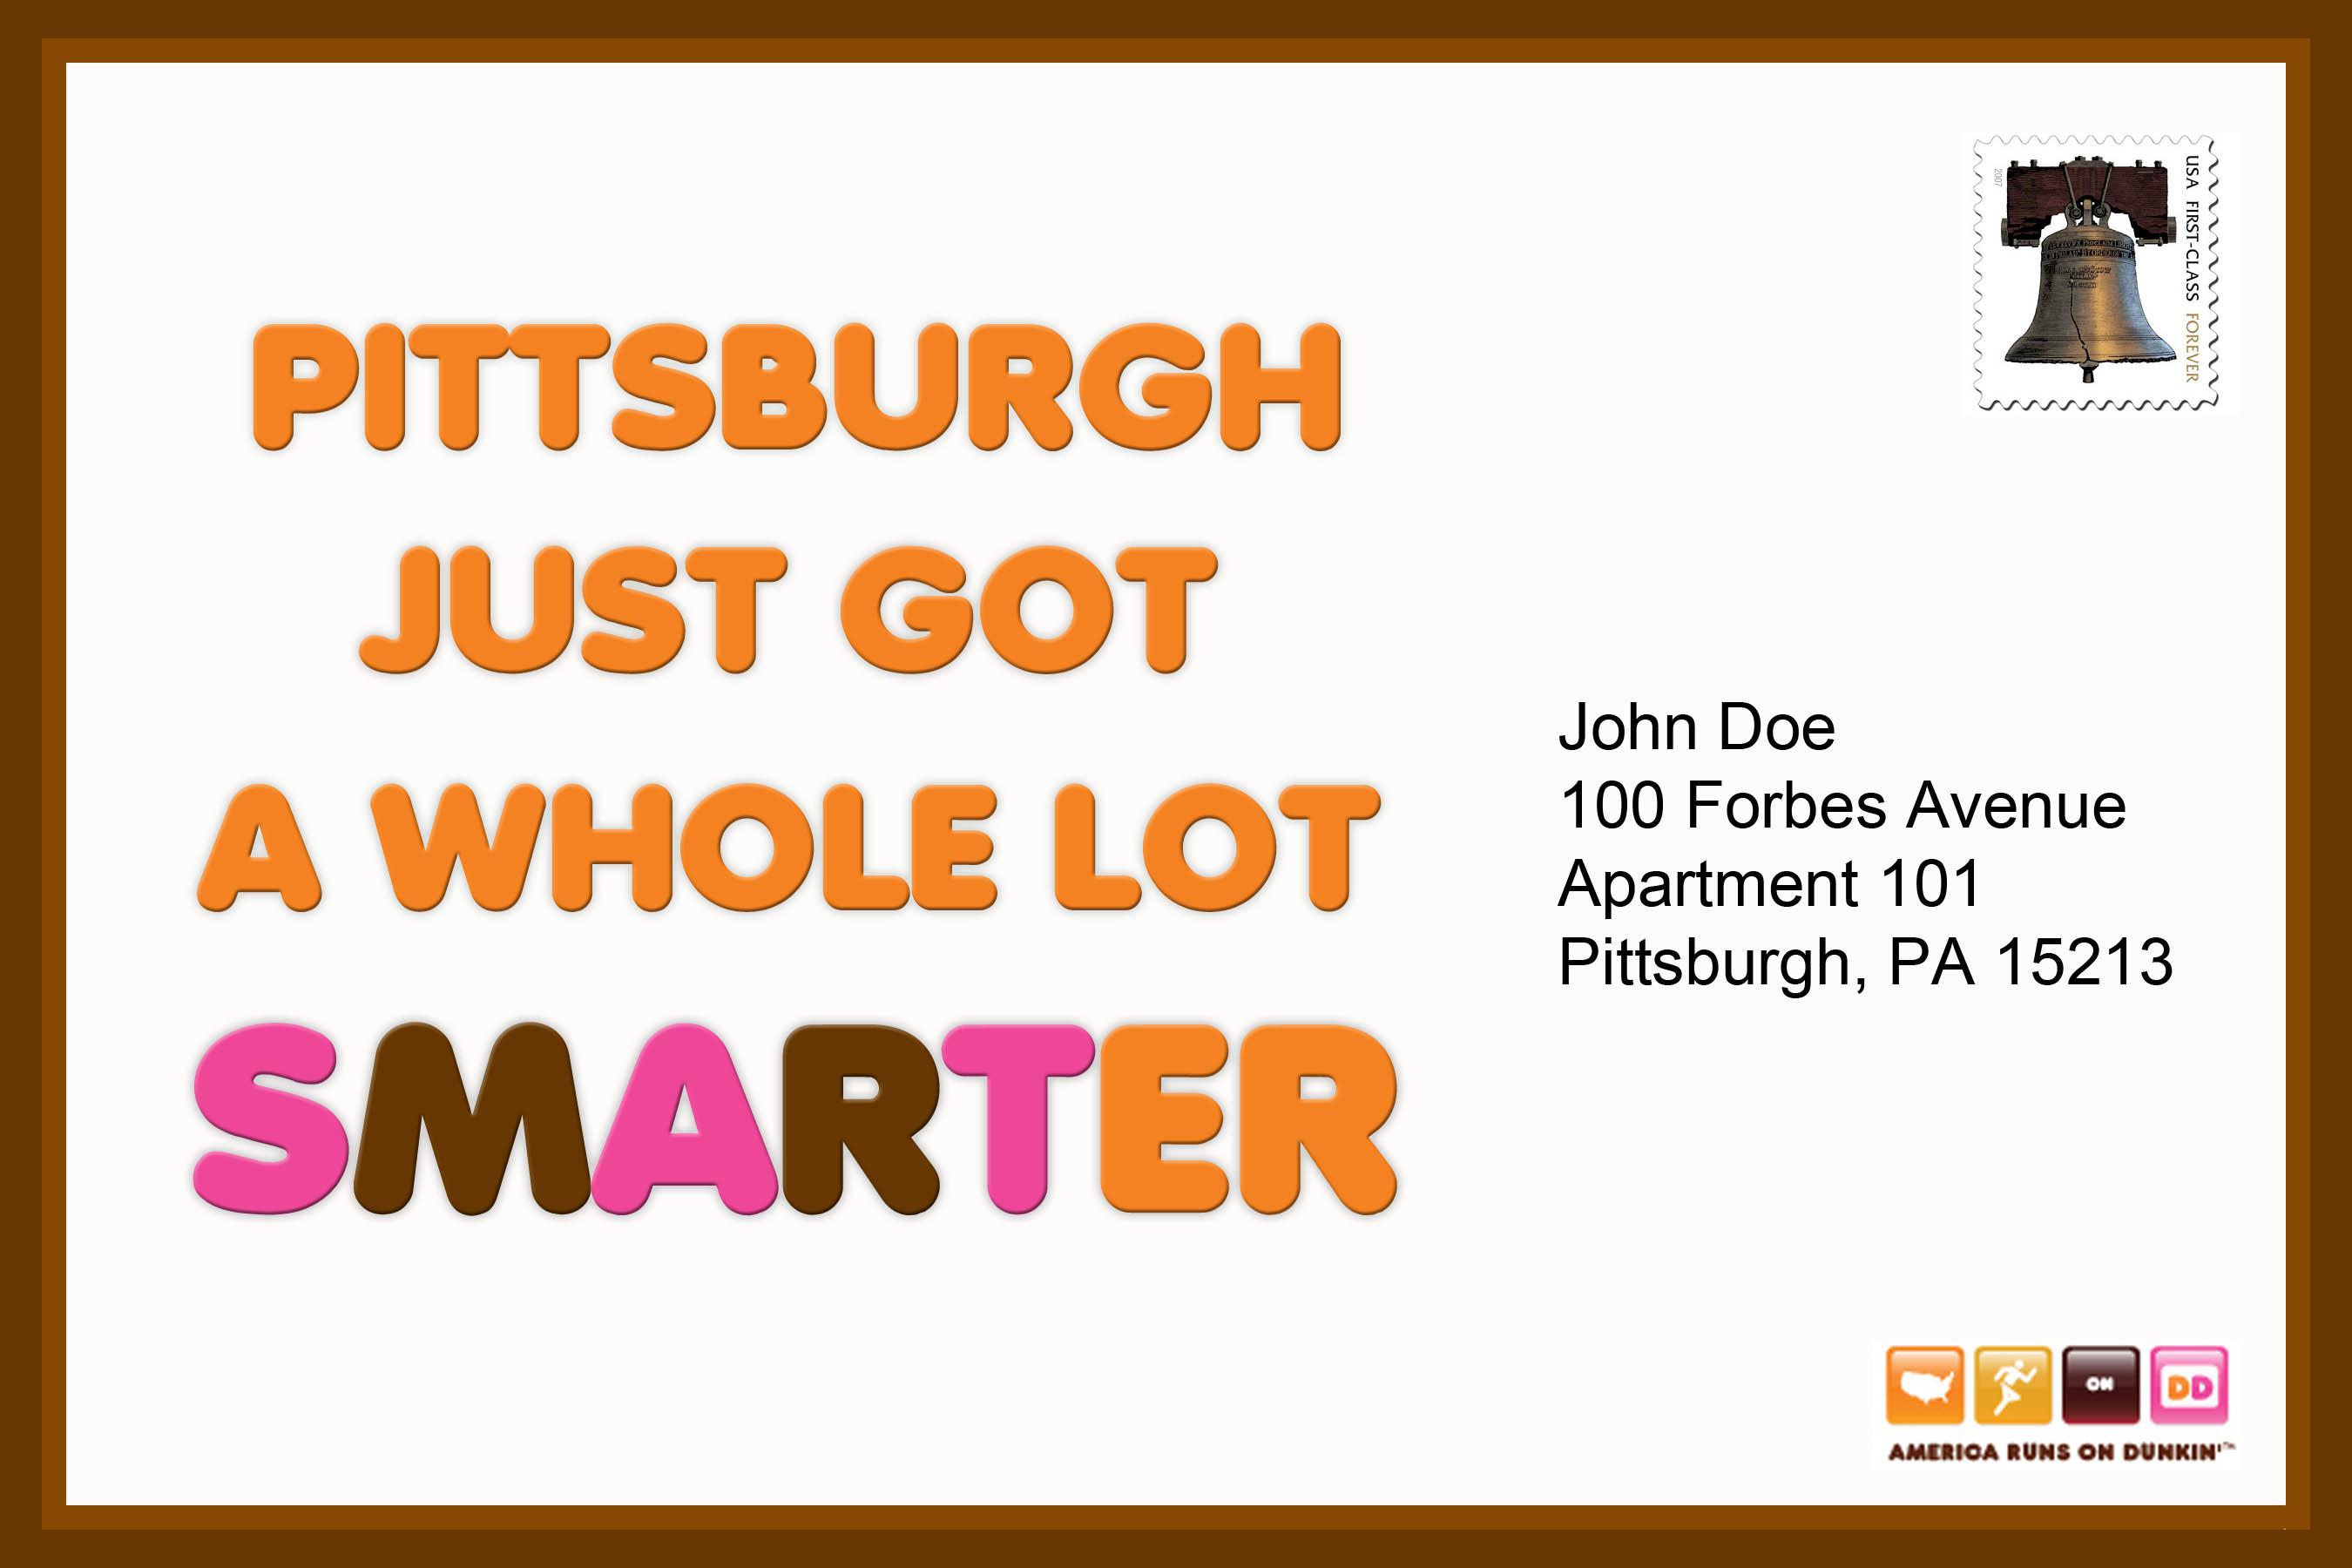 PITTSBURGH
JUST GOT
A WHOLE LOT
SMARTER
USA FIRST-CLASS FOREVER
2007
John Doe
100 Forbes Avenue
Apartment 101
Pittsburgh, PA 15213
ON
DD
AMERICA RUNS ON DUNKIN'™